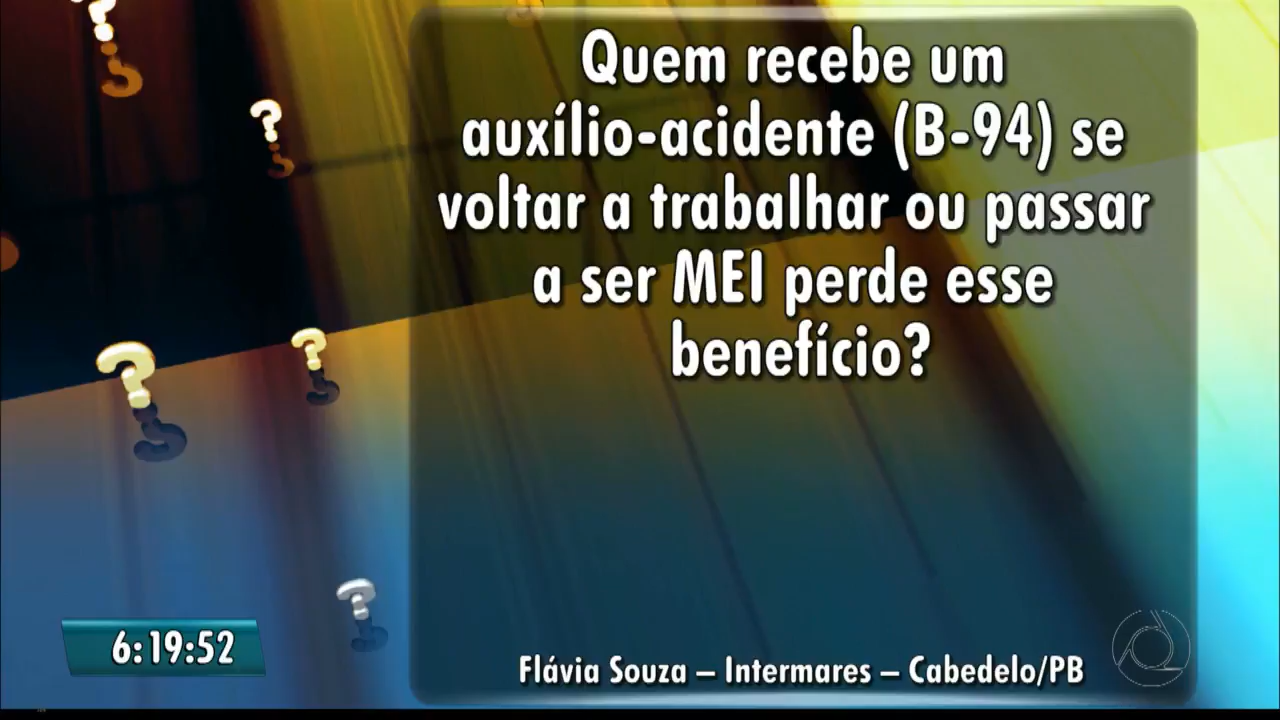 Quem recebe um
auxílio-acidente (B-94) se
voltar a trabalhar ou passar
a ser MEI perde esse
benefício?
6:19:52
Flávia Souza – Intermares – Cabedelo/PB